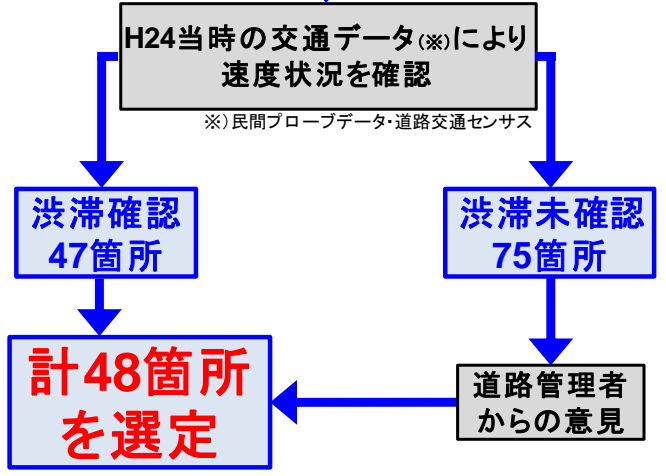 H24当時の交通データ(※)により
速度状況を確認
※)民間プローブデータ・道路交通センサス
渋滞確認
47箇所
渋滞未確認
75箇所
計48箇所
を選定
道路管理者
からの意見